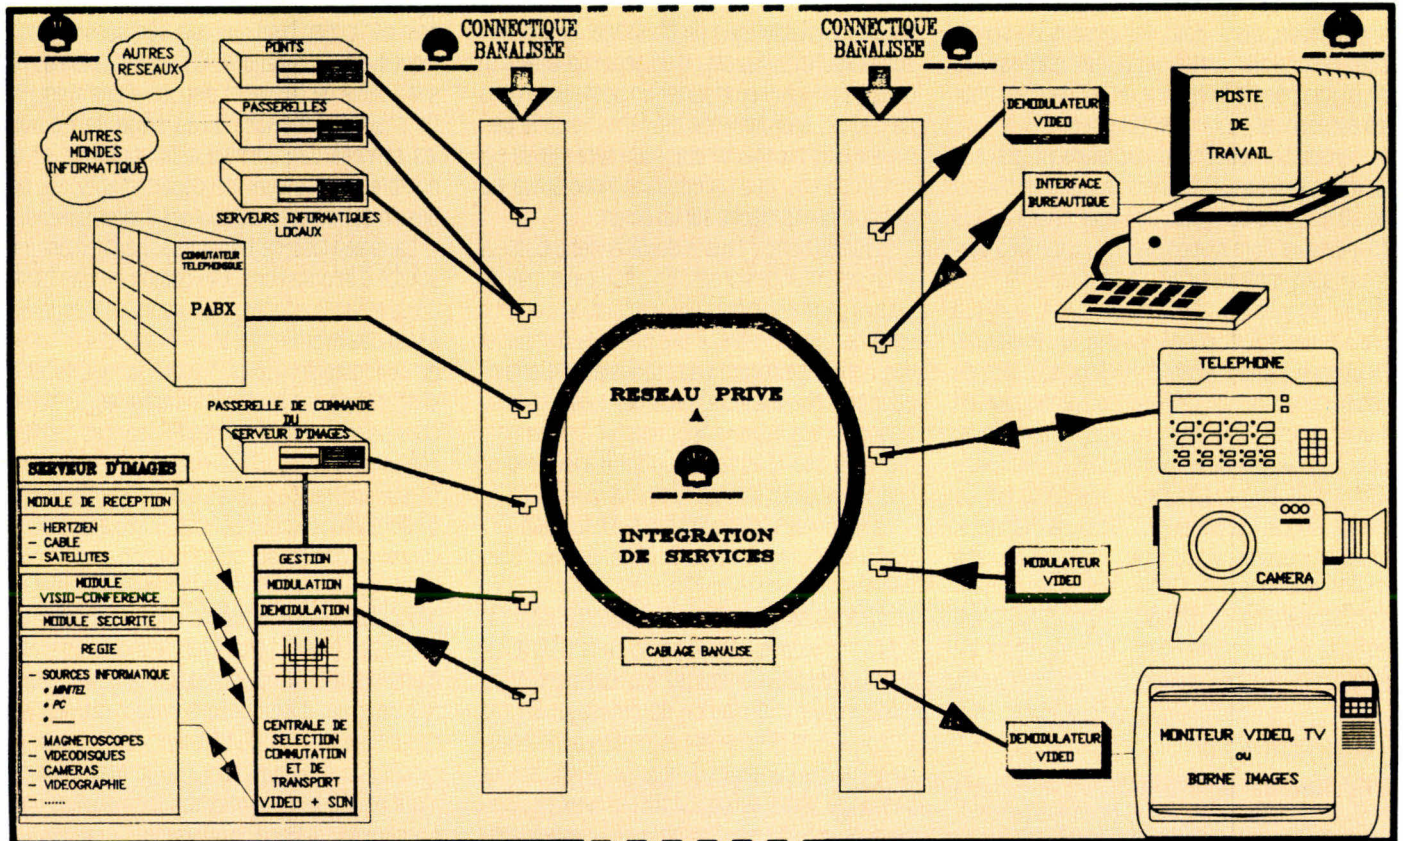 AUTRES
RESEAUX
PONTS
CONNECTIQUE
BANALISÉE
AUTRES
MONDES
INFORMATIQUE
PASSERELLES
SERVEURS INFORMATIQUES
LOCAUX
COMMUTATEUR
TELEPHONIQUE
PABX
PASSERELLE DE COMMANDE
DU
SERVEUR D'IMAGES
SERVEUR D'IMAGES
MODULE DE RECEPTION
- HERTZIEN
- CABLE
- SATELLITES
MODULE
VISIO-CONFERENCE
MODULE SECURITE
REGIE
- SOURCES INFORMATIQUE
* MINITEL
* PC
* ____
- MAGNETOSCOPES
- VIDEODISQUES
- CAMERAS
- VIDEOGRAPHIE
- ......
GESTION
MODULATION
DEMODULATION
CENTRALE DE
SELECTION
COMMUTATION
ET DE
TRANSPORT
VIDEO + SON
RESEAU PRIVE
A
INTEGRATION
DE SERVICES
CABLAGE BANALISE
CONNECTIQUE
BANALISÉE
DEMODULATEUR
VIDEO
POSTE
DE
TRAVAIL
INTERFACE
BUREAUTIQUE
TELEPHONE
MODULATEUR
VIDEO
CAMERA
DEMODULATEUR
VIDEO
MONITEUR VIDEO, TV
ou
BORNE IMAGES